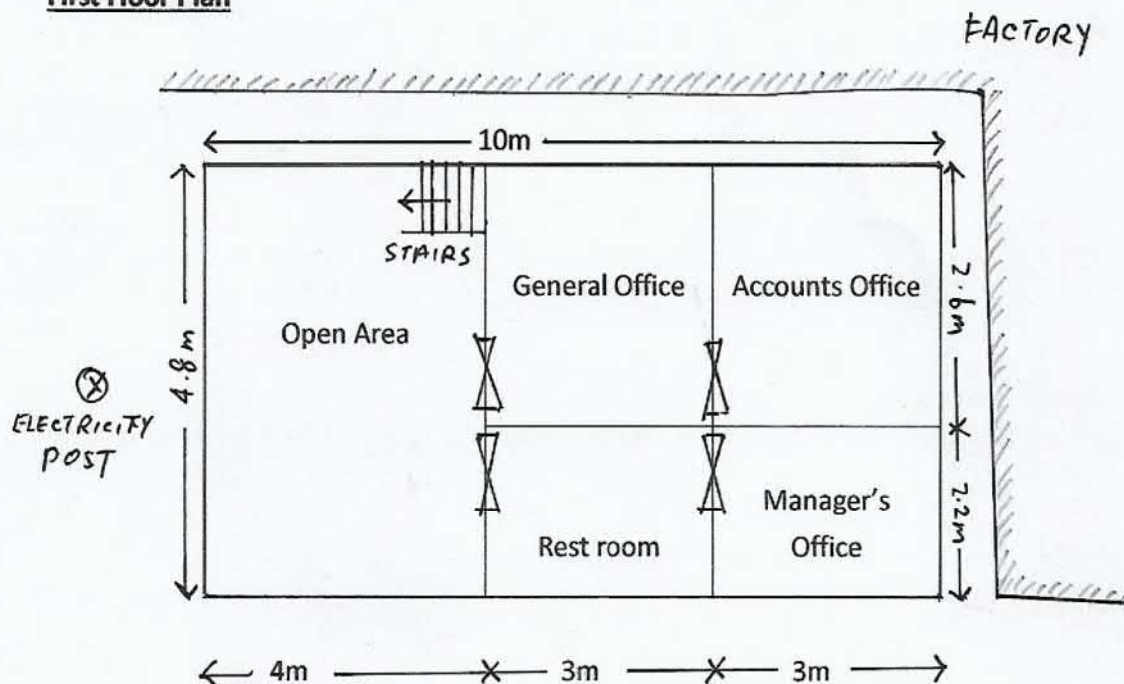 First Floor Plan
FACTORY
10m
STAIRS
General Office
Accounts Office
Open Area
4.8m
2.6m
ELECTRICITY
POST
Rest room
Manager's
Office
2.2m
4m
3m
3m